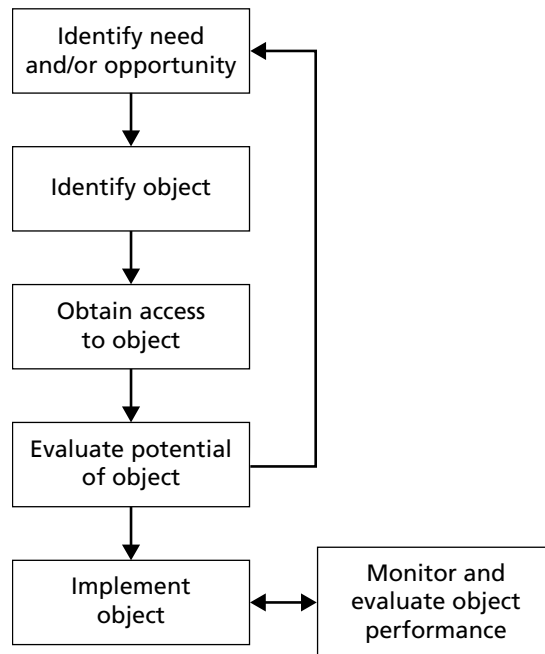 Identify need
and/or opportunity
Identify object
Obtain access
to object
Evaluate potential
of object
Implement
object
Monitor and
evaluate object
performance